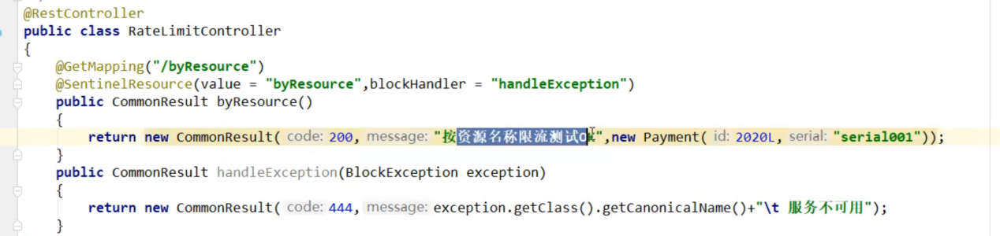 @RestController
public class RateLimitController
{
@GetMapping("/byResource")
@SentinelResource(value = "byResource",blockHandler = "handleException")
public CommonResult byResource()
{
return new CommonResult( code: 200, message: "按资源名称限流测试OK",new Payment( id: 2020L, serial: "serial001"));
}
public CommonResult handleException(BlockException exception)
{
return new CommonResult( code: 444, message: exception.getClass().getCanonicalName()+"\t 服务不可用");
}